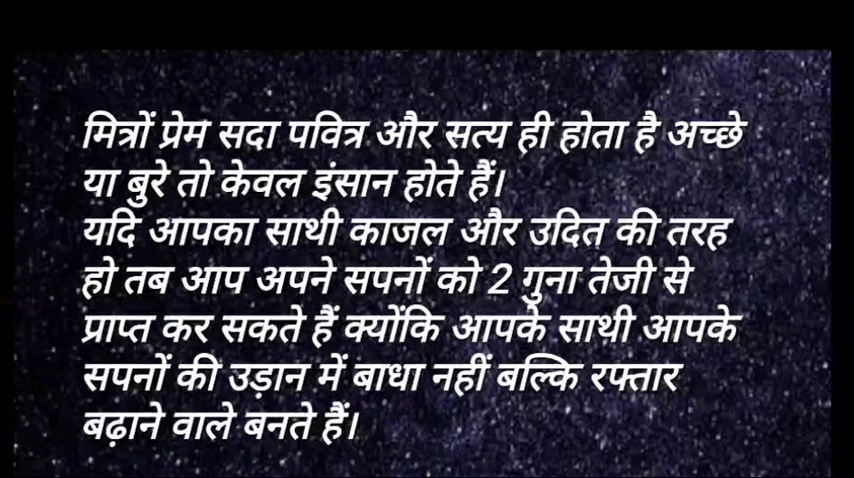 मित्रों प्रेम सदा पवित्र और सत्य ही होता है अच्छे
या बुरे तो केवल इंसान होते हैं।
यदि आपका साथी काजल और उदित की तरह
हो तब आप अपने सपनों को 2 गुना तेजी से
प्राप्त कर सकते हैं क्योंकि आपके साथी आपके
सपनों की उड़ान में बाधा नहीं बल्कि रफ्तार
बढ़ाने वाले बनते हैं।